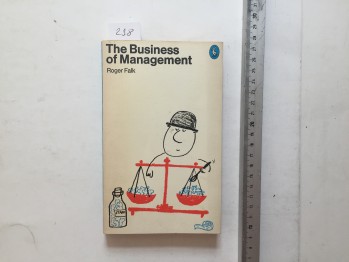 238
The Business
of Management
Roger Falk